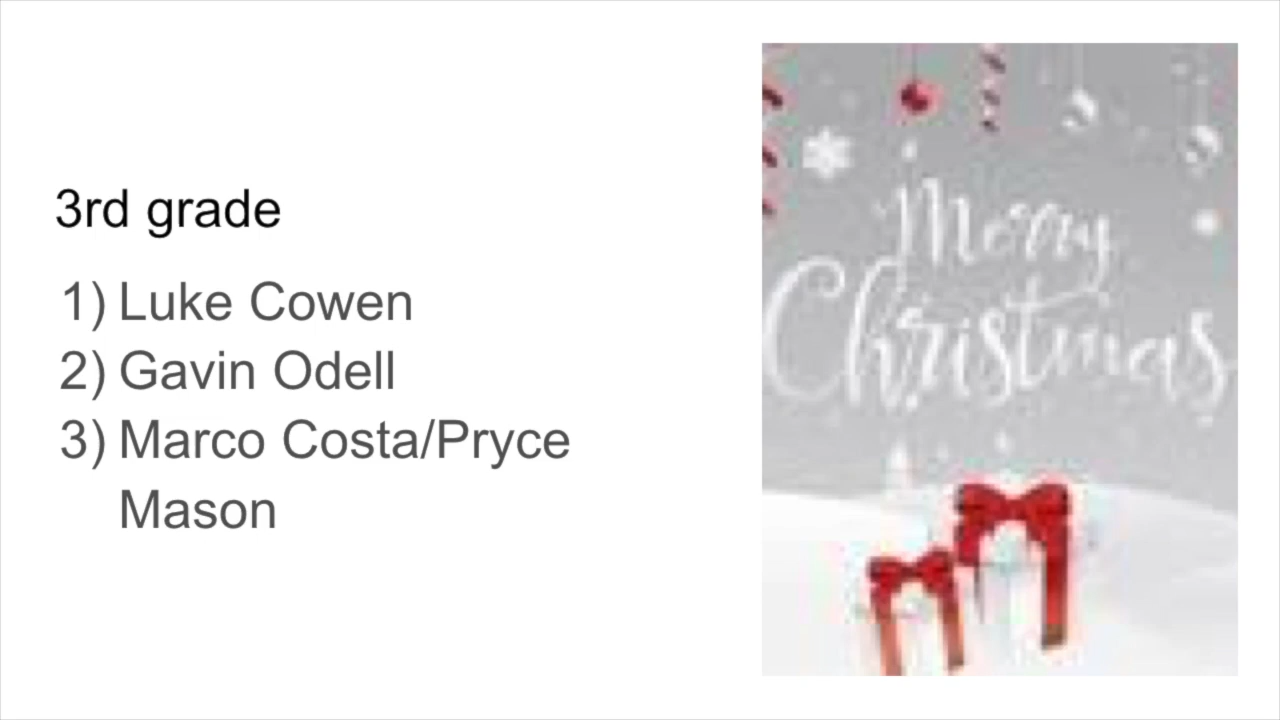 3rd grade
1) Luke Cowen
2) Gavin Odell
3) Marco Costa/Pryce
Mason
Merry
Christmas